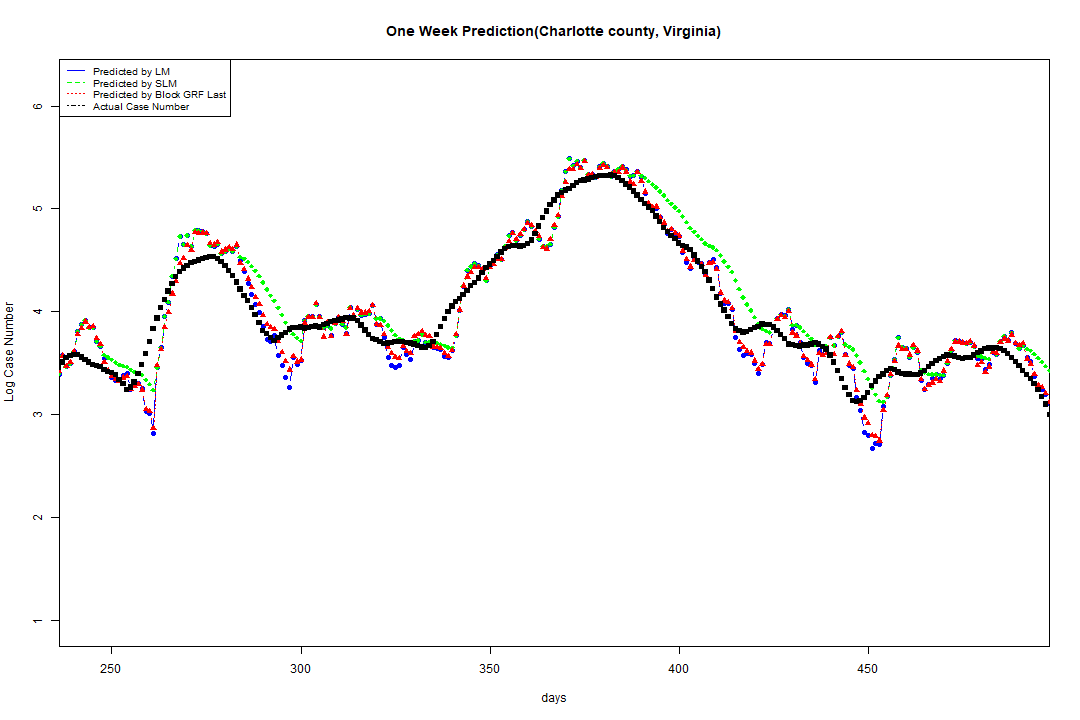 One Week Prediction(Charlotte county, Virginia)
Predicted by LM
Predicted by SLM
Predicted by Block GRF Last
Actual Case Number
6
5
4
3
2
1
Log Case Number
250 300 350 400 450
days